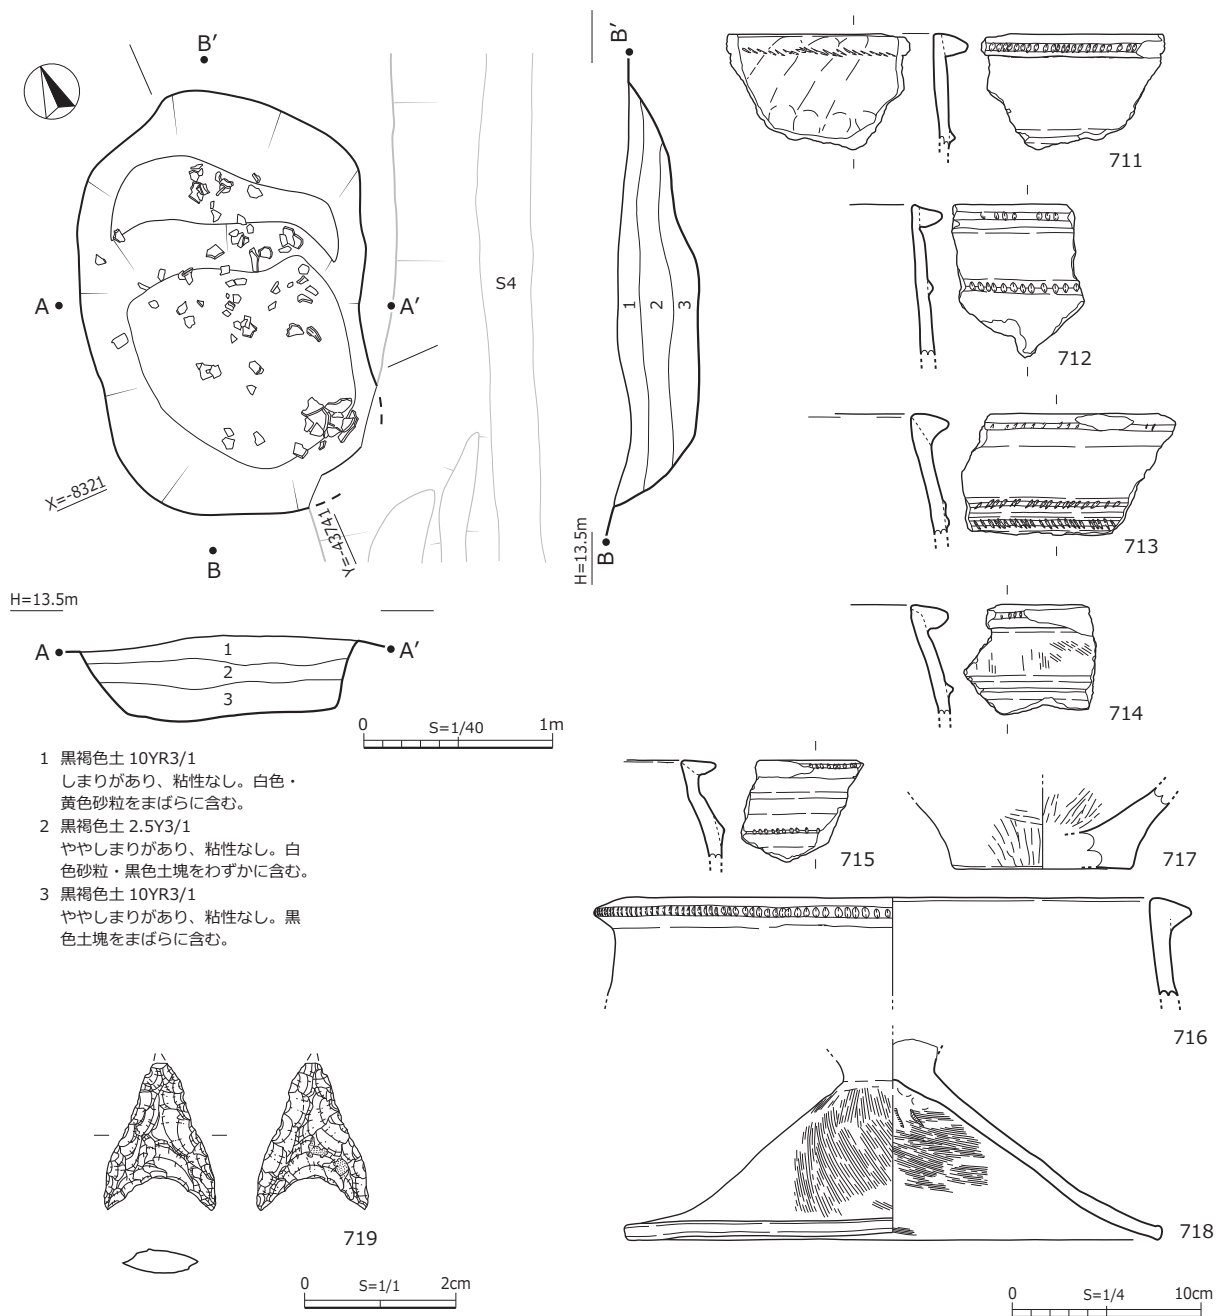 B'
A
A'
S4
X=-8321
Y=-43741
B
H=13.5m
A
A'
1
2
3
0
S=1/40
1m
1 黒褐色土 10YR3/1
しまりがあり、粘性なし。白色・
黄色砂粒をまばらに含む。
2 黒褐色土 2.5Y3/1
ややしまりがあり、粘性なし。白
色砂粒・黒色土塊をわずかに含む。
3 黒褐色土 10YR3/1
ややしまりがあり、粘性なし。黒
色土塊をまばらに含む。
B'
1
2
3
B
H=13.5m
711
712
713
714
715
717
716
718
719
0
S=1/1
2cm
0
S=1/4
10cm